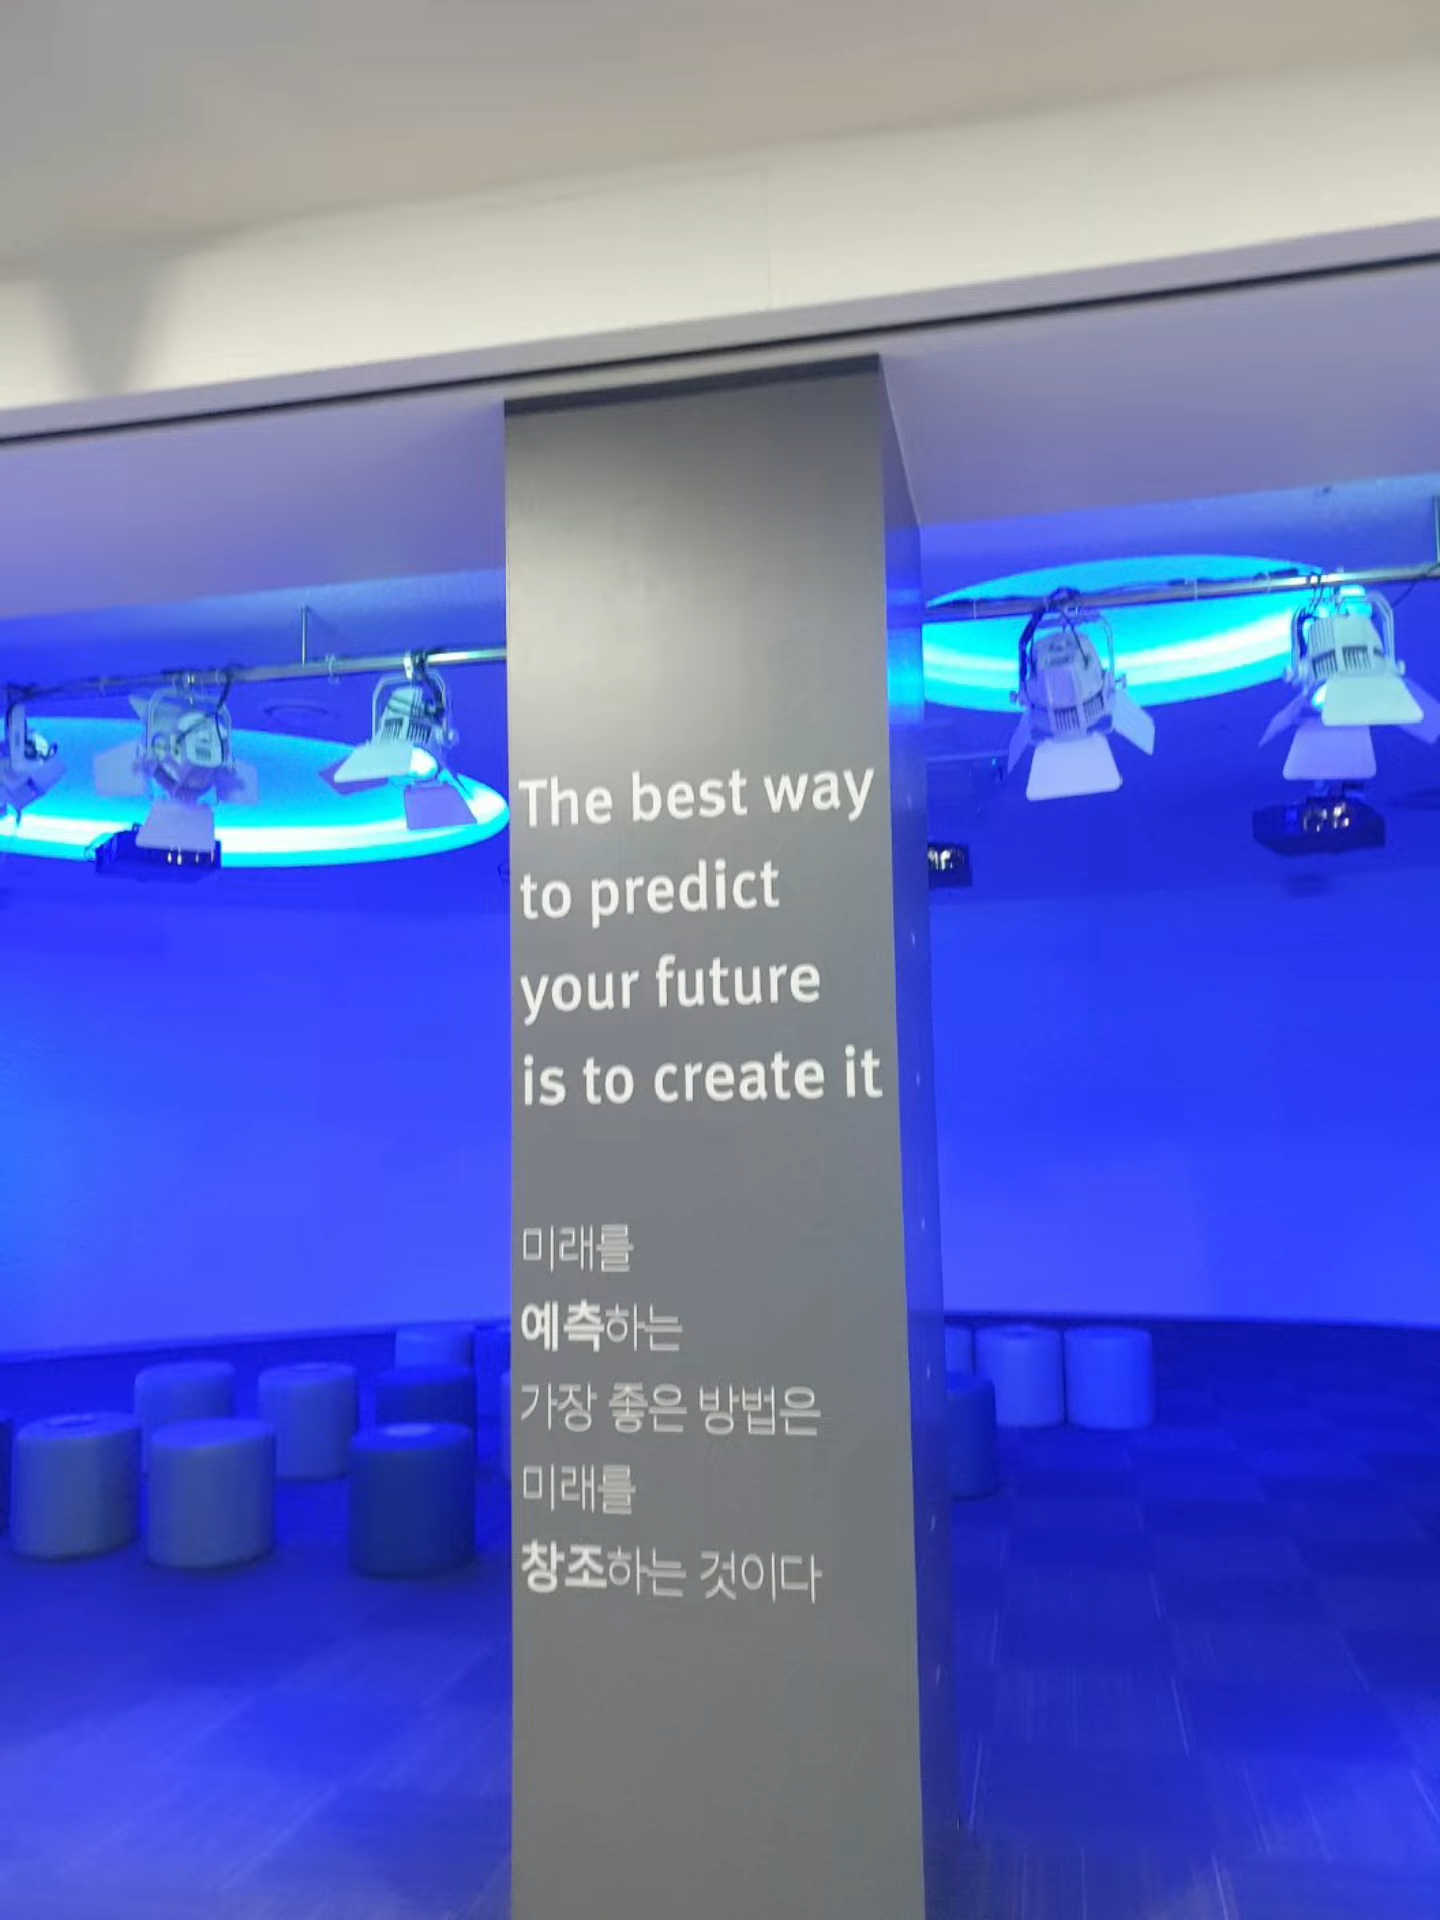 The best way
to predict
your future
is to create it
미래를
예측하는
가장 좋은 방법은
미래를
창조하는 것이다